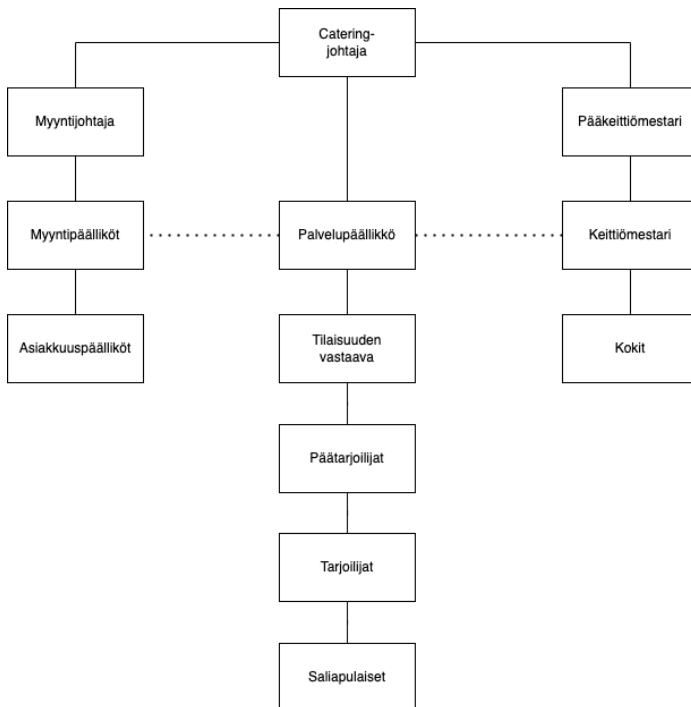 Catering-
johtaja
Myyntijohtaja
Pääkeittiömestari
Myyntipäälliköt
Palvelupäällikkö
Keittiömestari
Asiakkuuspäälliköt
Tilaisuuden
vastaava
Kokit
Päätarjoilijat
Tarjoilijat
Saliapulaiset